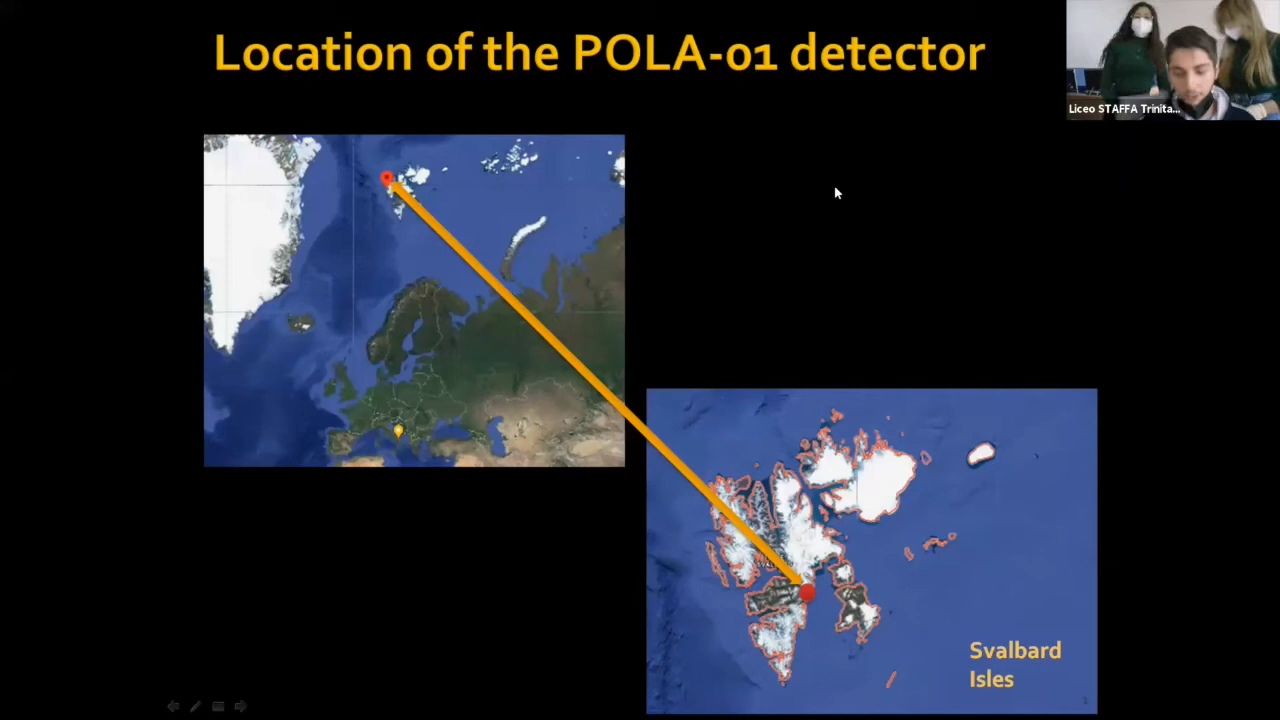 Location of the POLA-01 detector
Liceo STAFFA Trinita...
Svalbard
Isles